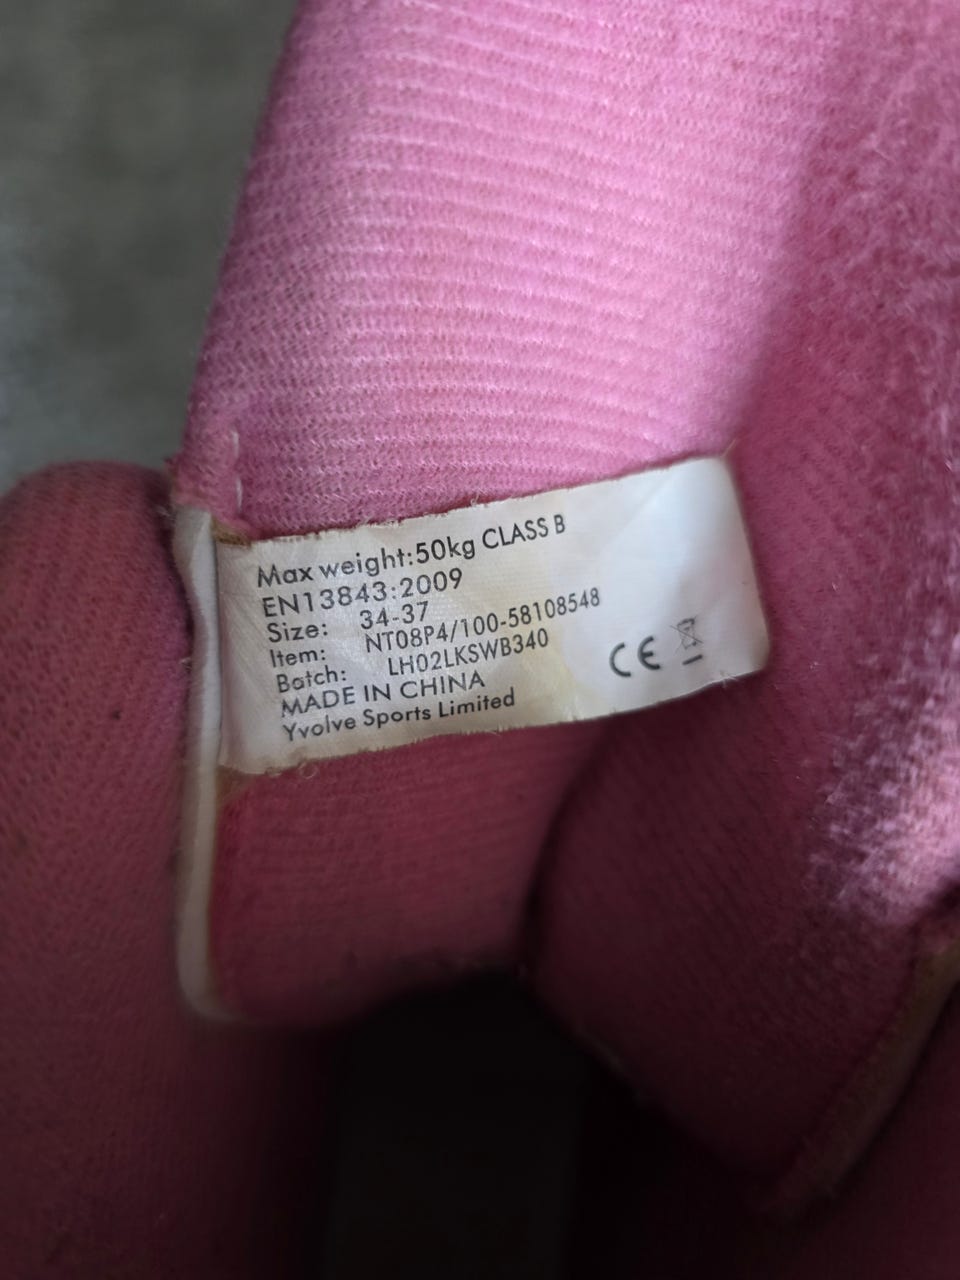 Max weight:50kg CLASS B
EN13843:2009
Size: 34-37
Item: NT08P4/100-58108548
Batch: LH02LKSWB340
MADE IN CHINA
Yvolve Sports Limited
CE